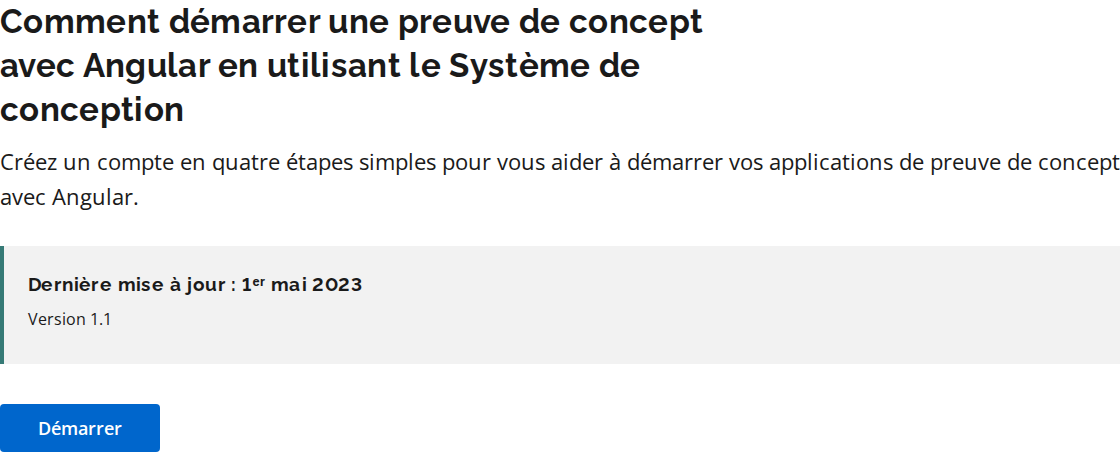 Comment démarrer une preuve de concept
avec Angular en utilisant le Système de
conception
Créez un compte en quatre étapes simples pour vous aider à démarrer vos applications de preuve de concept
avec Angular.
Dernière mise à jour : 1er mai 2023
Version 1.1
Démarrer